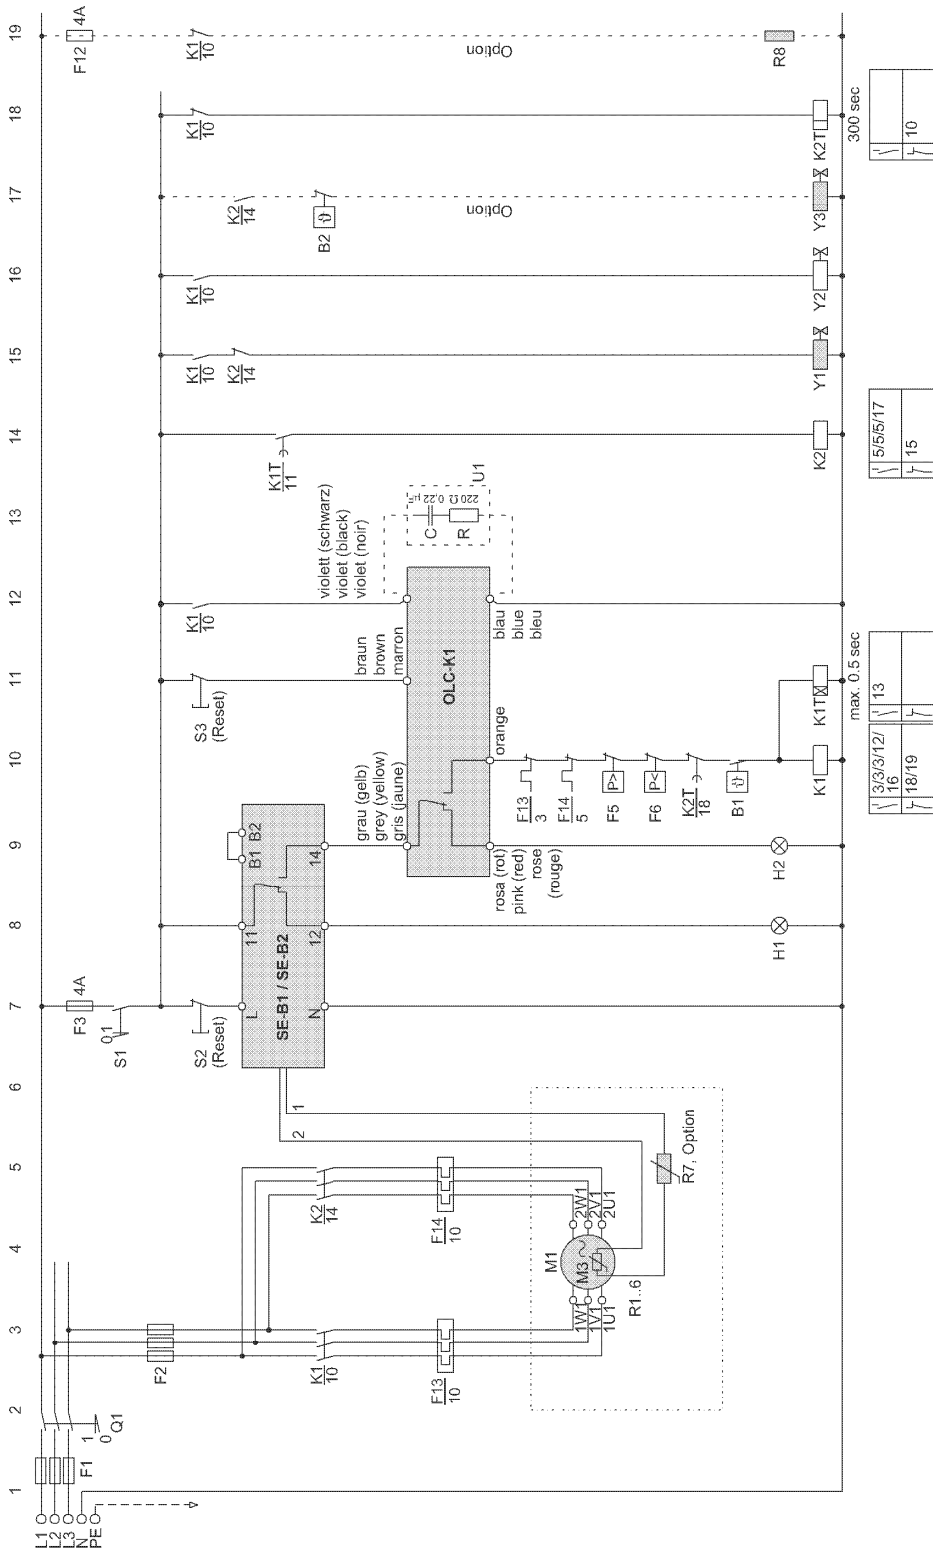 1 2 3 4 5 6 7 8 9 10 11 12 13 14 15 16 17 18 19
L1
L2
L3
N
PE
F1
1
0
Q1
F2
K1
10
F13
10
K2
14
F14
10
M1
M3
1W1
1V1
1U1
2W1
2V1
2U1
R1..6
R7, Option
2
1
F3
4A
S1
01
S2
(Reset)
L
N
SE-B1 / SE-B2
11
12
14
B1
B2
H1
H2
grau (gelb)
grey (yellow)
gris (jaune)
rosa (rot)
pink (red)
rose
(rouge)
OLC-K1
orange
F13
3
F14
5
F5
P>
F6
P<
K2T
18
B1
ϑ
K1
K1T
max. 0.5 sec
S3
(Reset)
braun
brown
marron
K1
10
violett (schwarz)
violet (black)
violet (noir)
blau
blue
bleu
C
R
220 Ω
0,22 µF
U1
K1T
11
K2
K1
10
K2
14
Y1
K1
10
Y2
K2
14
B2
ϑ
Option
Y3
K1
10
K2T
300 sec
F12
4A
K1
10
Option
R8
3/3/3/12/
16
18/19
13
5/5/5/17
15
10